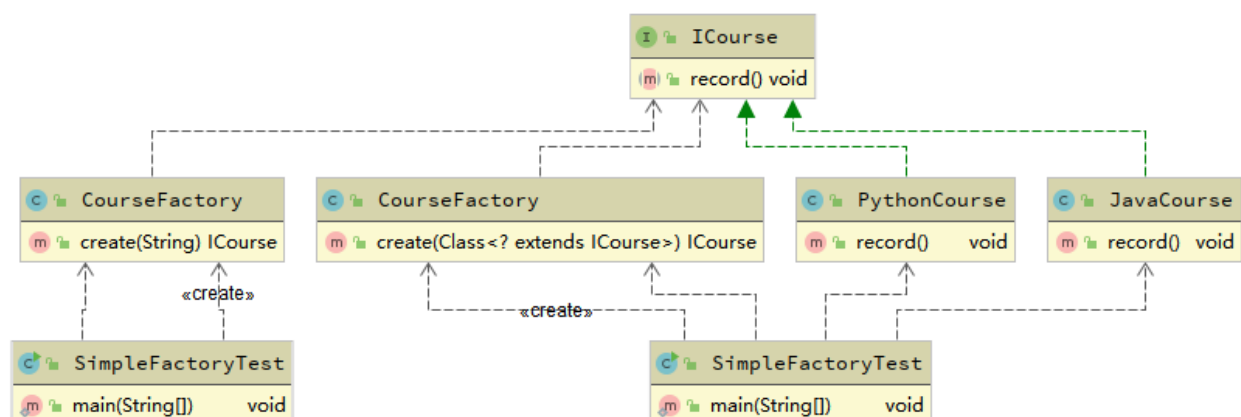 ICourse
record() void
CourseFactory
create(String) ICourse
CourseFactory
create(Class<? extends ICourse>) ICourse
PythonCourse
record() void
JavaCourse
record() void
«create»
«create»
SimpleFactoryTest
main(String[]) void
SimpleFactoryTest
main(String[]) void